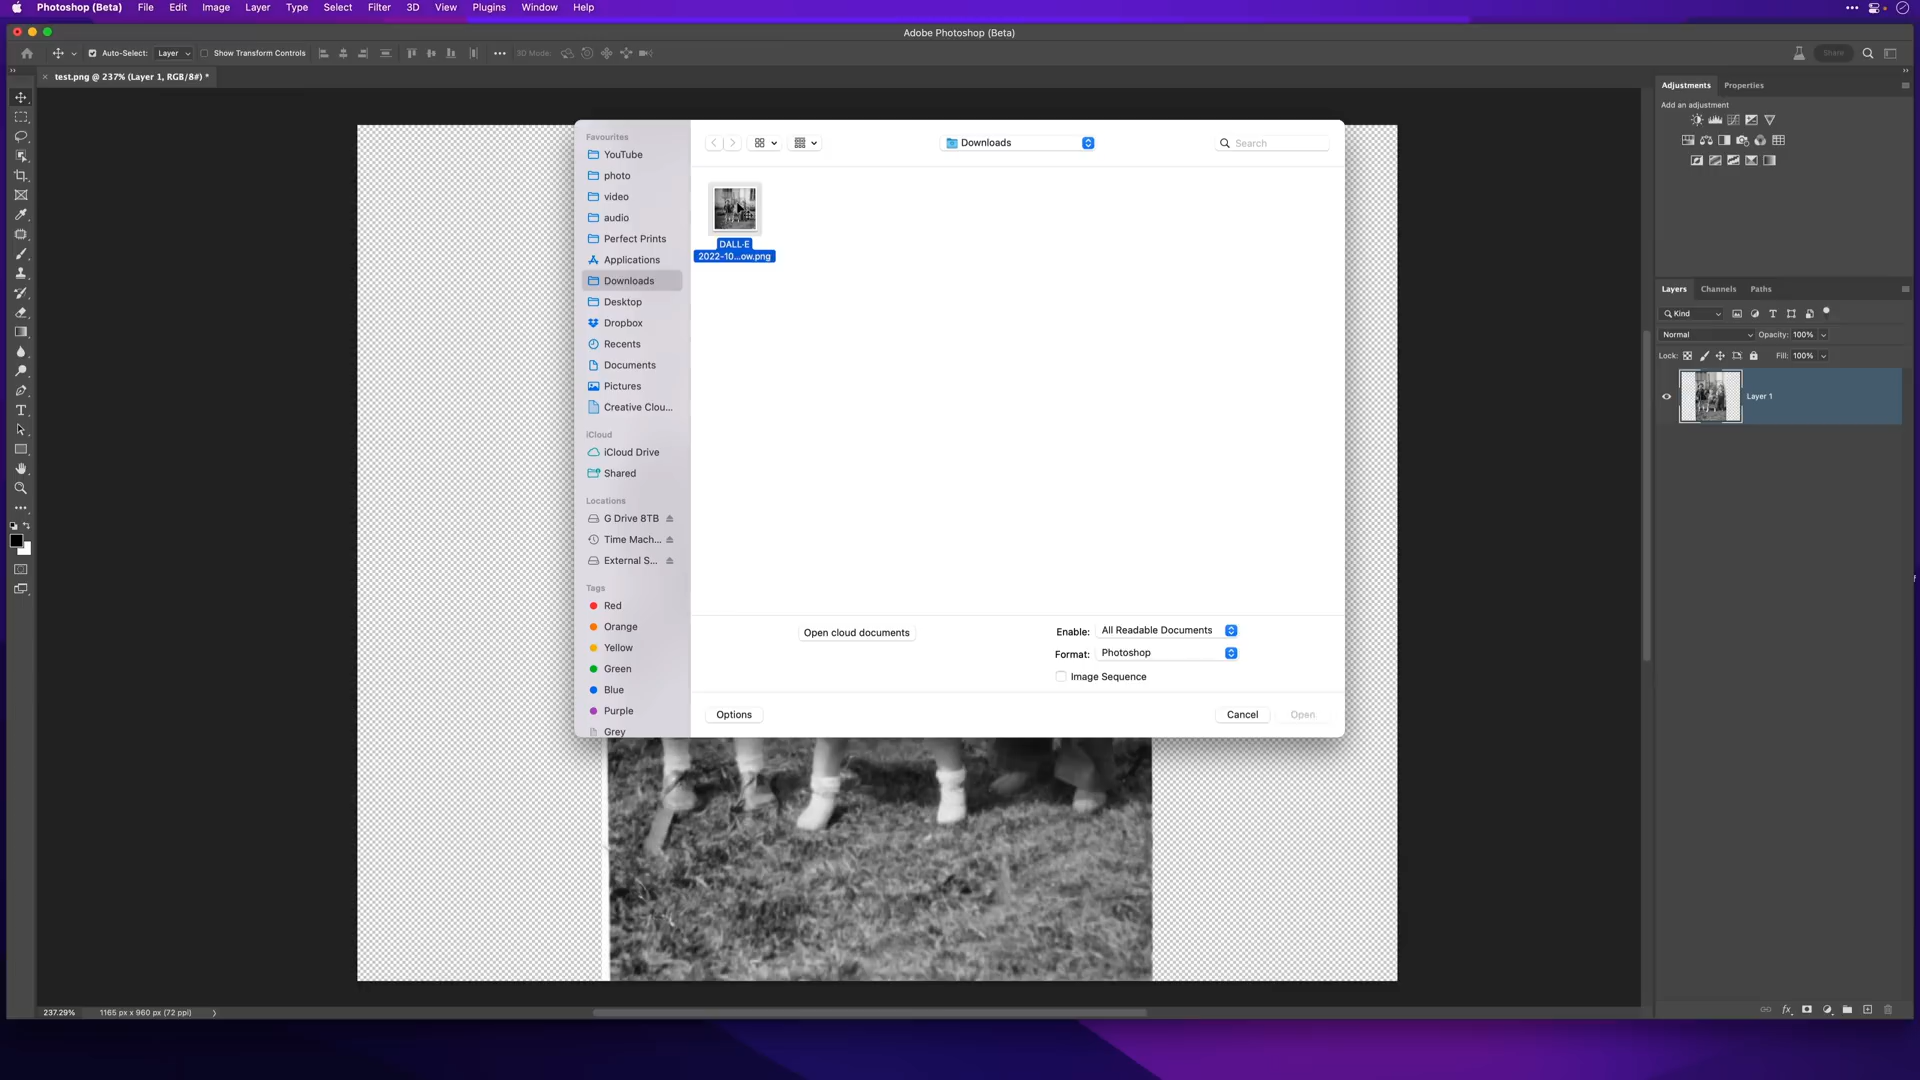 Photoshop (Beta) File Edit Image Layer Type Select Filter 3D View Plugins Window Help
Adobe Photoshop (Beta)
Auto-Select: Layer Show Transform Controls 3D Mode: Share
test.png @ 237% (Layer 1, RGB/8#) *
Adjustments Properties
Add an adjustment
Favourites
YouTube
photo
video
audio
Perfect Prints
Applications
Downloads
Desktop
Dropbox
Recents
Documents
Pictures
Creative Clou...
iCloud
iCloud Drive
Shared
Locations
G Drive 8TB
Time Mach...
External S...
Tags
Red
Orange
Yellow
Green
Blue
Purple
Grey
Downloads
Search
DALL·E
2022-10...ow.png
Open cloud documents
Enable: All Readable Documents
Format: Photoshop
Image Sequence
Options
Cancel
Open
Layers Channels Paths
Kind
Normal Opacity: 100%
Lock: Fill: 100%
Layer 1
fx
237.29% 1165 px x 960 px (72 ppi)